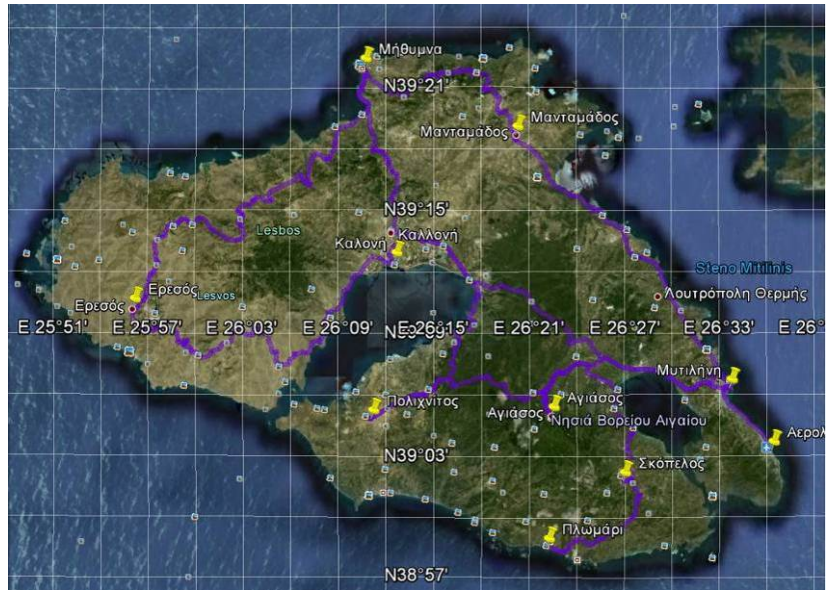 Μήθυμνα
N39°21'
Μανταμάδος
Μανταμάδος
N39°15'
Lesbos
Καλλονή
Καλονή
Steno Mitilinis
Ερεσός
Lesvos
Ερεσός
Λουτρόπολη Θερμής
E 25°51' E 25°57' E 26°03' E 26°09' E 26°15' E 26°21' E 26°27' E 26°33'
Μυτιλήνη
Πολιχνίτος
Αγιάσος
Αγιάσος
Νησιά Βορείου Αιγαίου
Αερολ
N39°03'
Σκόπελος
Πλωμάρι
N38°57'